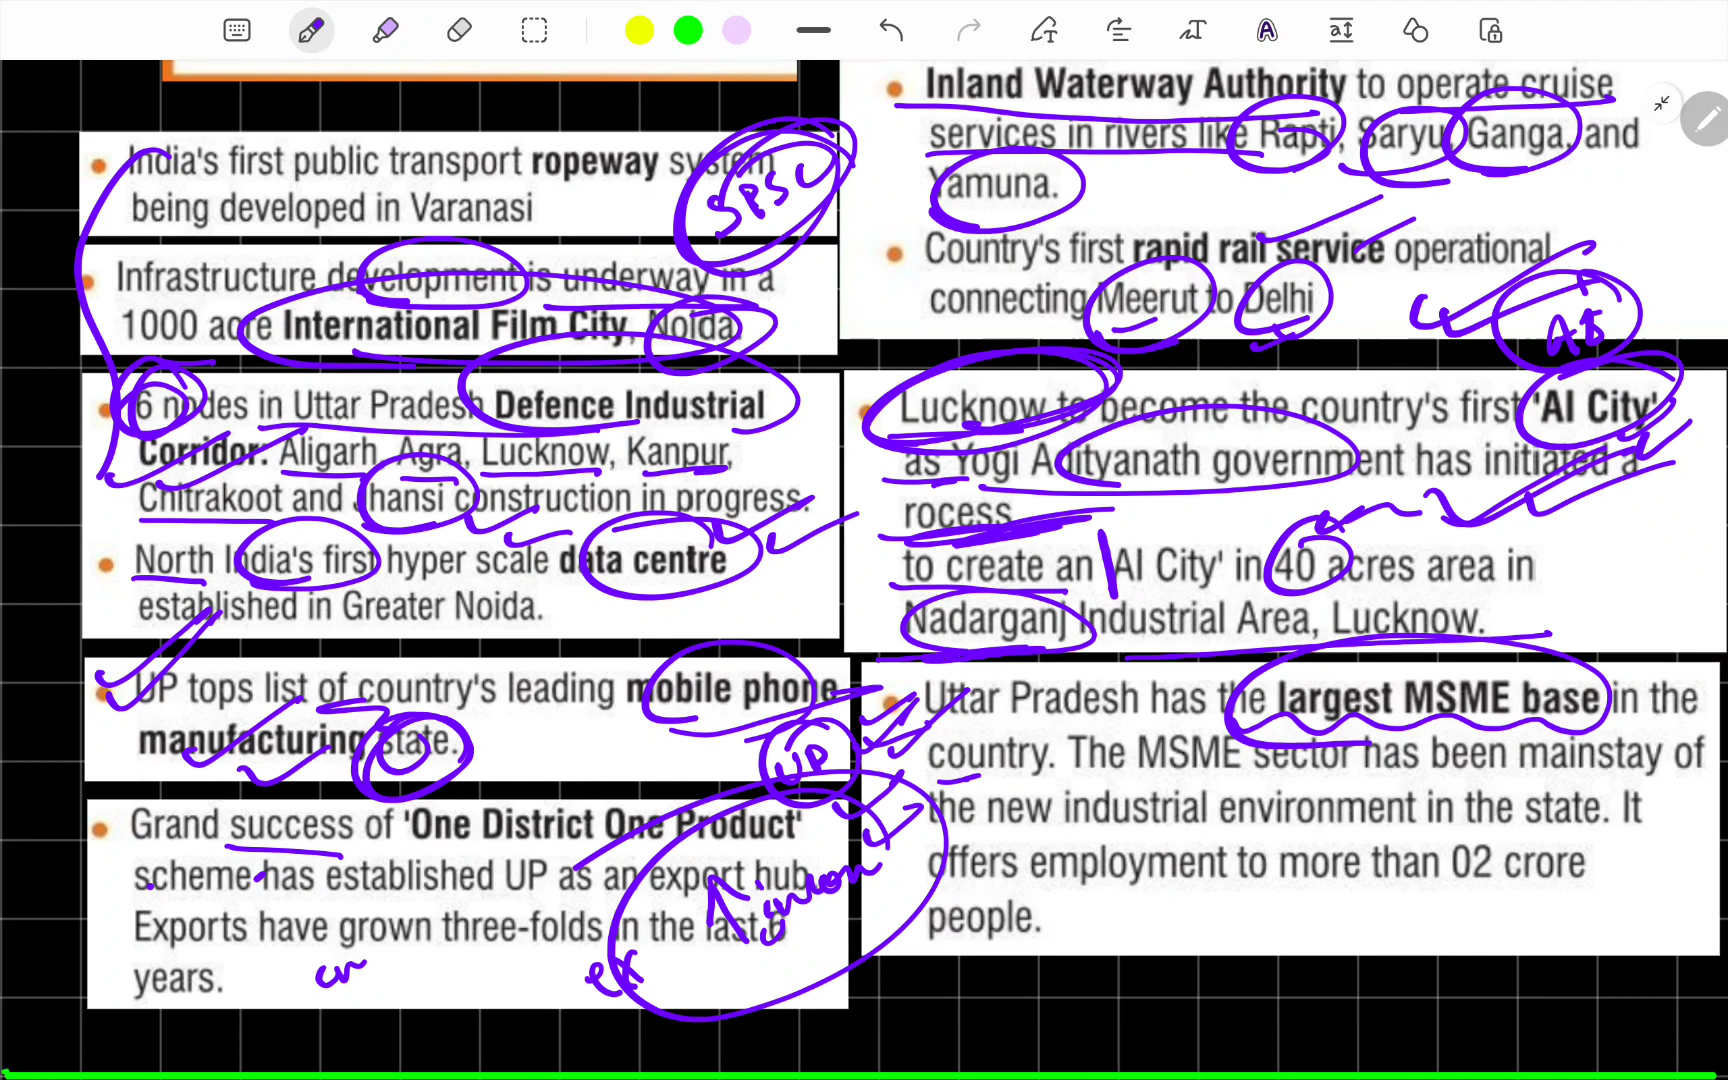 India's first public transport ropeway system
being developed in Varanasi
SPSC
Infrastructure development is underway in a
1000 acre International Film City, Noida
6 nodes in Uttar Pradesh Defence Industrial
Corridor: Aligarh, Agra, Lucknow, Kanpur,
Chitrakoot and Jhansi construction in progress.
North India's first hyper scale data centre
established in Greater Noida.
UP tops list of country's leading mobile phone
manufacturing state.
UP
Grand success of 'One District One Product'
scheme has established UP as an export hub
Exports have grown three-folds in the last 6
years.
Inland Waterway Authority to operate cruise
services in rivers like Rapti, Saryu, Ganga, and
Yamuna.
Country's first rapid rail service operational
connecting Meerut to Delhi
Lucknow to become the country's first 'AI City'
as Yogi Adityanath government has initiated a
rocess
to create an 'AI City' in 40 acres area in
Nadarganj Industrial Area, Lucknow.
Uttar Pradesh has the largest MSME base in the
country. The MSME sector has been mainstay of
the new industrial environment in the state. It
offers employment to more than 02 crore
people.